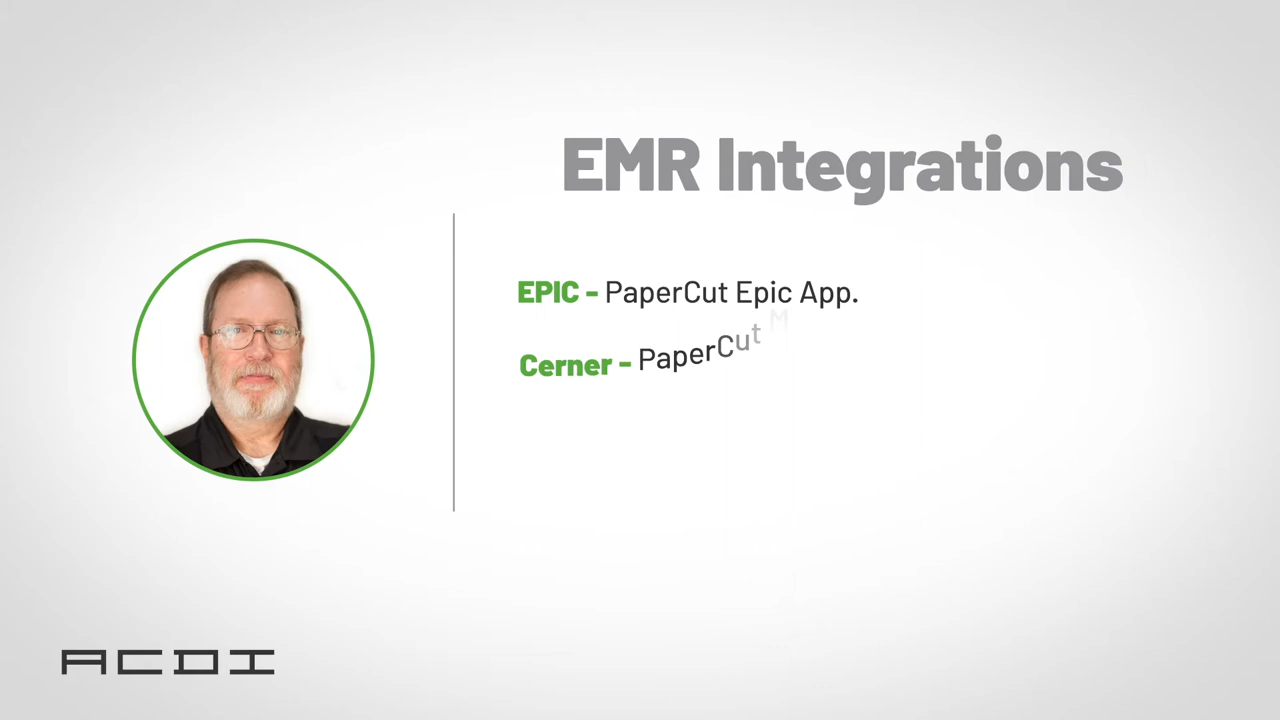 EMR Integrations
EPIC - PaperCut Epic App.
Cerner - PaperCut M
ACDI